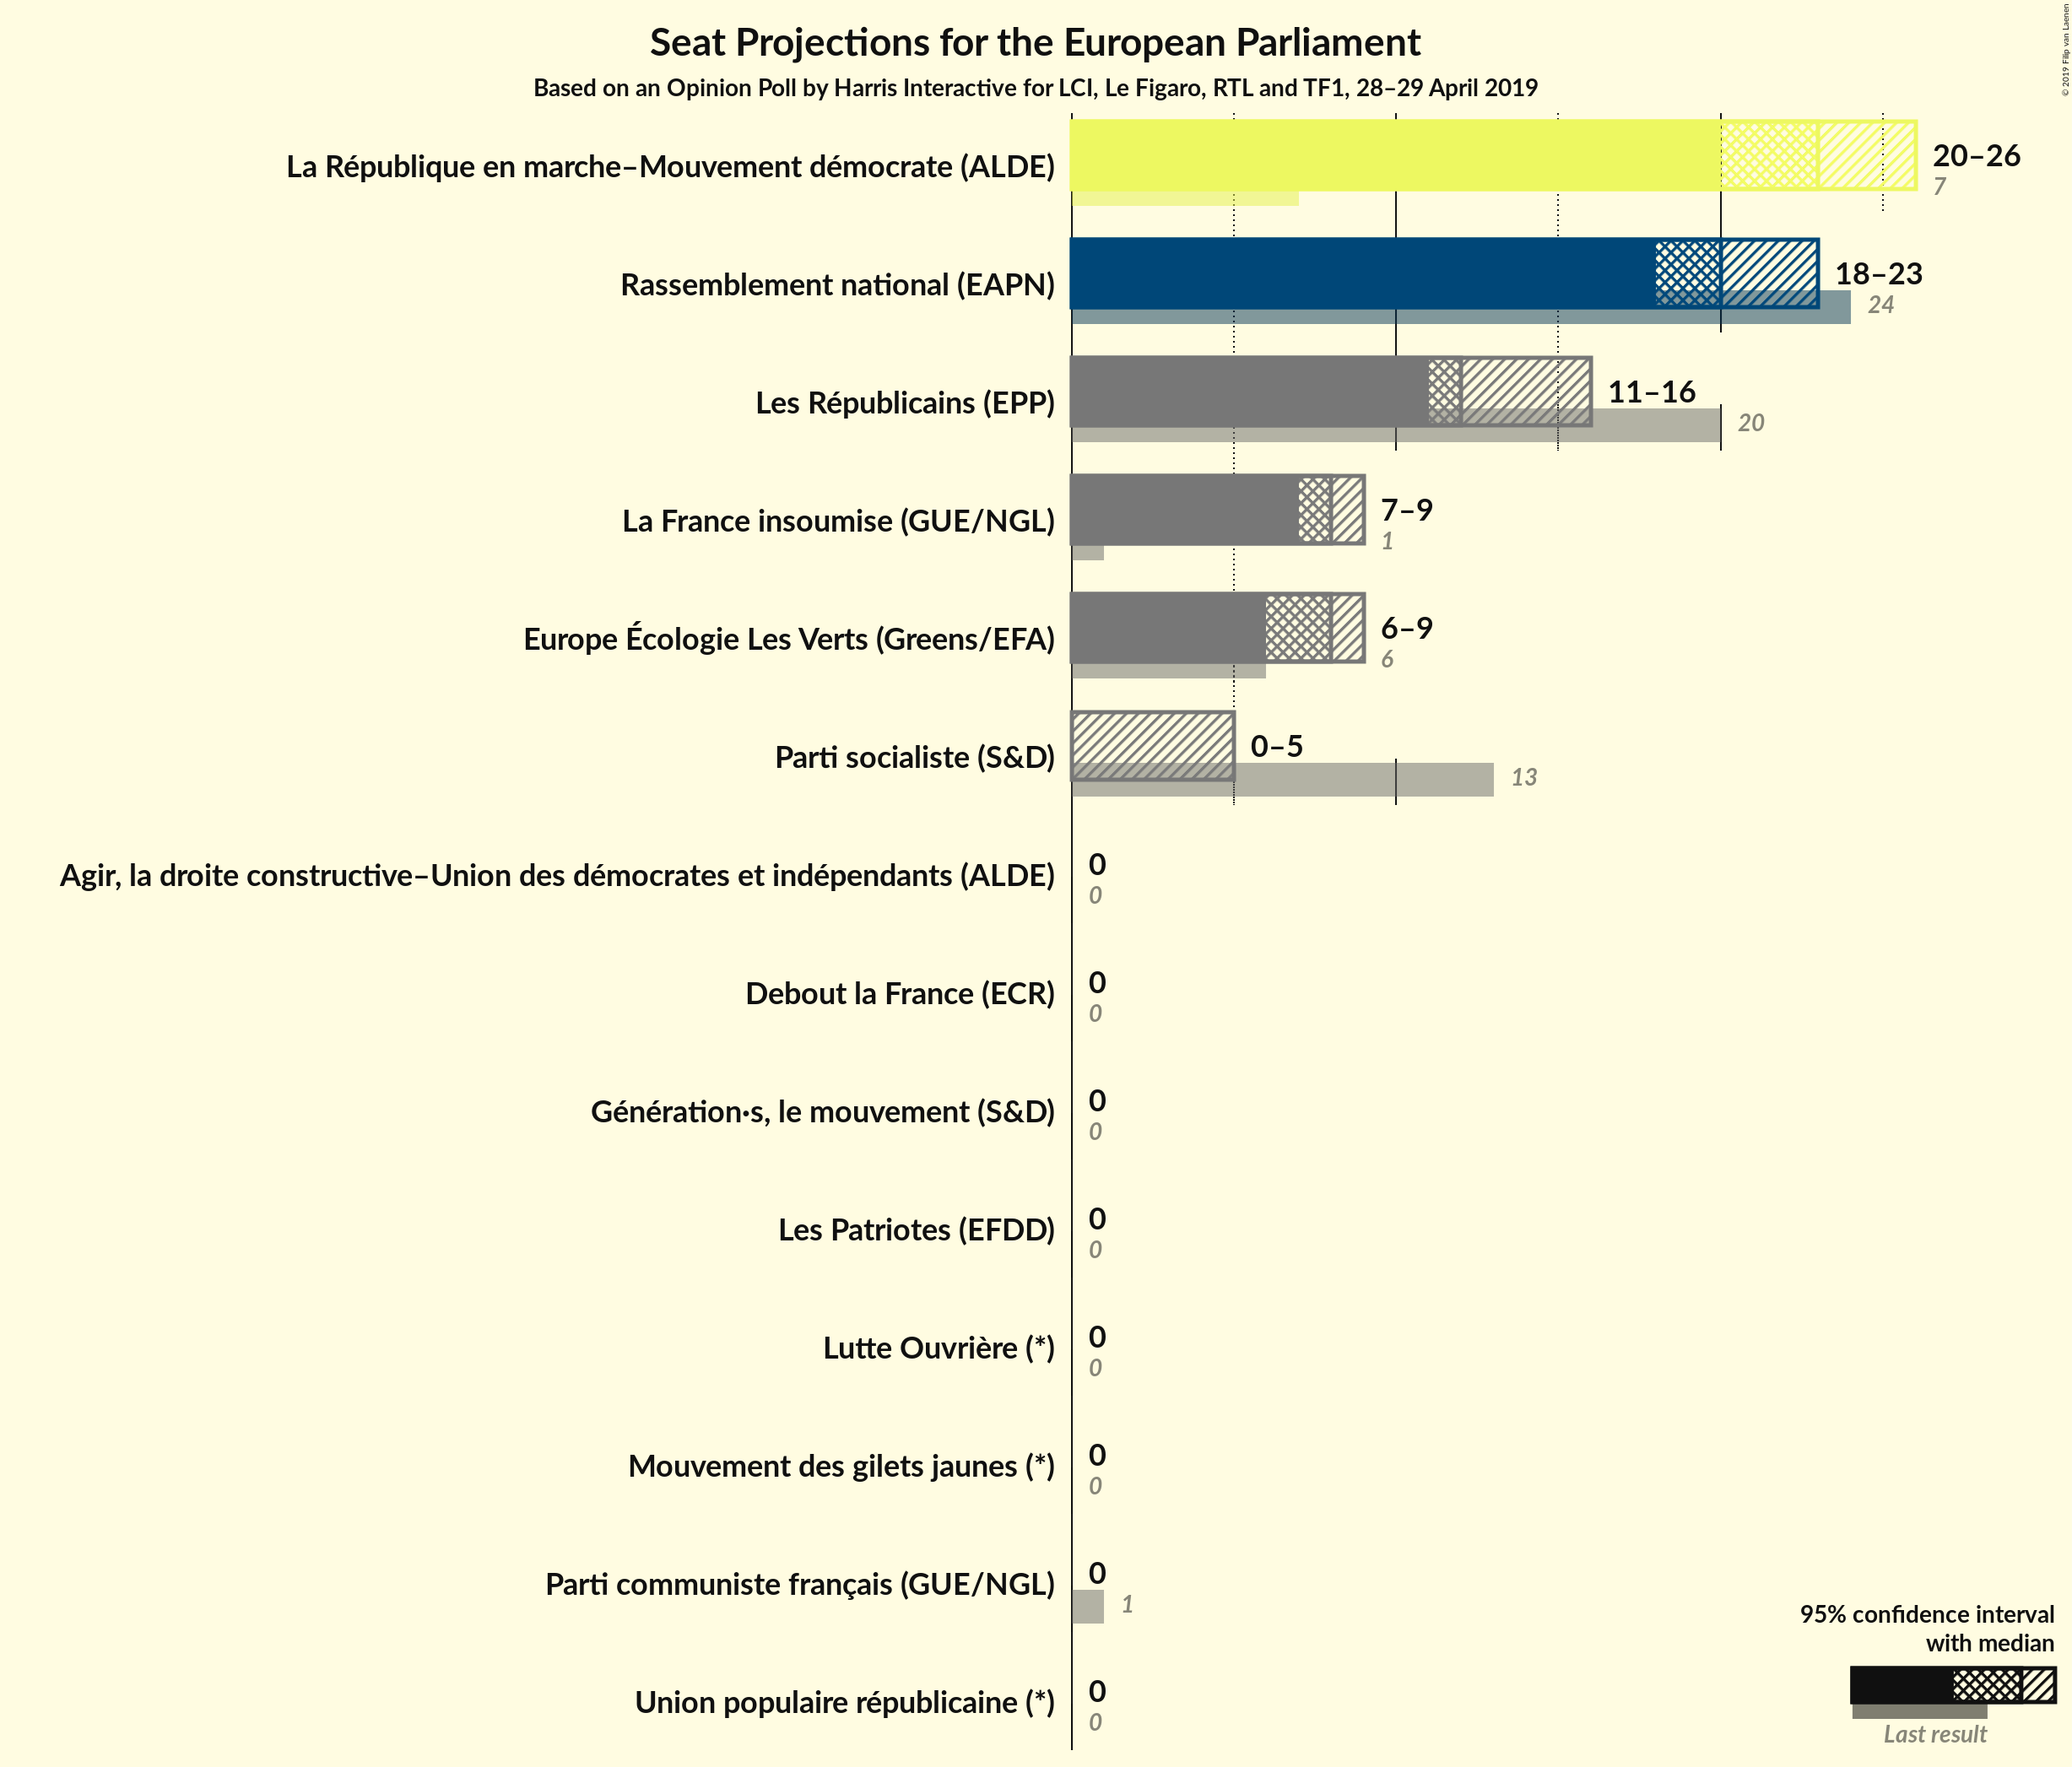 Seat Projections for the European Parliament
Based on an Opinion Poll by Harris Interactive for LCI, Le Figaro, RTL and TF1, 28–29 April 2019
© 2019 Filip van Laenen
La République en marche–Mouvement démocrate (ALDE)
20–26
7
Rassemblement national (EAPN)
18–23
24
Les Républicains (EPP)
11–16
20
La France insoumise (GUE/NGL)
7–9
1
Europe Écologie Les Verts (Greens/EFA)
6–9
6
Parti socialiste (S&D)
0–5
13
Agir, la droite constructive–Union des démocrates et indépendants (ALDE)
0
0
Debout la France (ECR)
0
0
Génération·s, le mouvement (S&D)
0
0
Les Patriotes (EFDD)
0
0
Lutte Ouvrière (*)
0
0
Mouvement des gilets jaunes (*)
0
0
Parti communiste français (GUE/NGL)
0
1
Union populaire républicaine (*)
0
0
95% confidence interval
with median
Last result